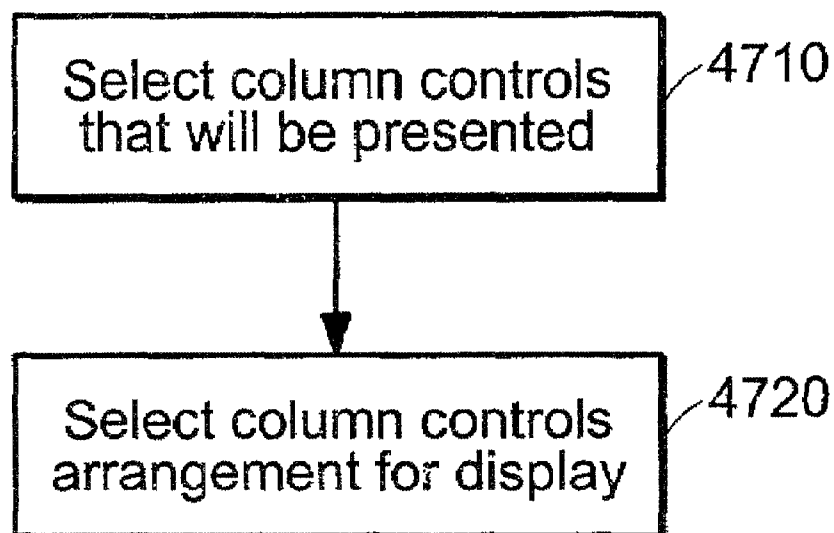 Select column controls
that will be presented
4710
Select column controls
arrangement for display
4720